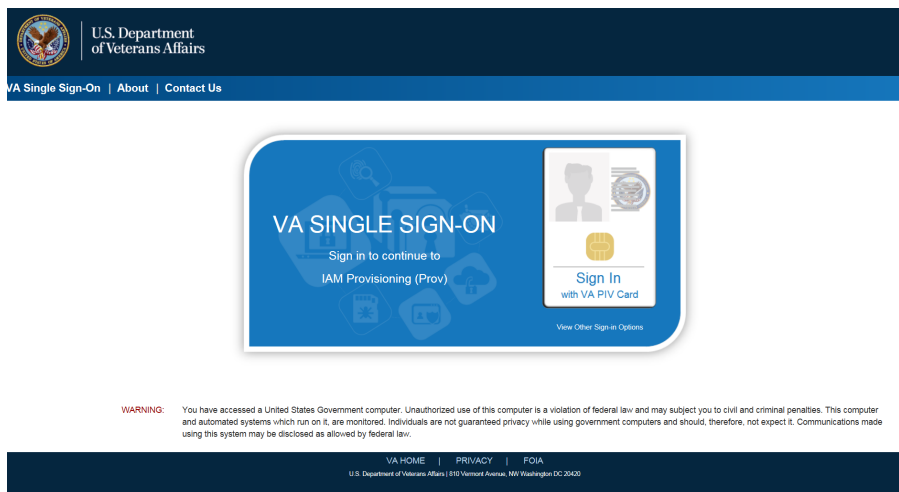 U.S. Department
of Veterans Affairs
VA Single Sign-On | About | Contact Us
VA SINGLE SIGN-ON
Sign in to continue to
IAM Provisioning (Prov)
Sign In
with VA PIV Card
View Other Sign-in Options
WARNING: You have accessed a United States Government computer. Unauthorized use of this computer is a violation of federal law and may subject you to civil and criminal penalties. This computer
and automated systems which run on it, are monitored. Individuals are not guaranteed privacy while using government computers and should, therefore, not expect it. Communications made
using this system may be disclosed as allowed by federal law.
VA HOME | PRIVACY | FOIA
U.S. Department of Veterans Affairs | 810 Vermont Avenue, NW Washington DC 20420